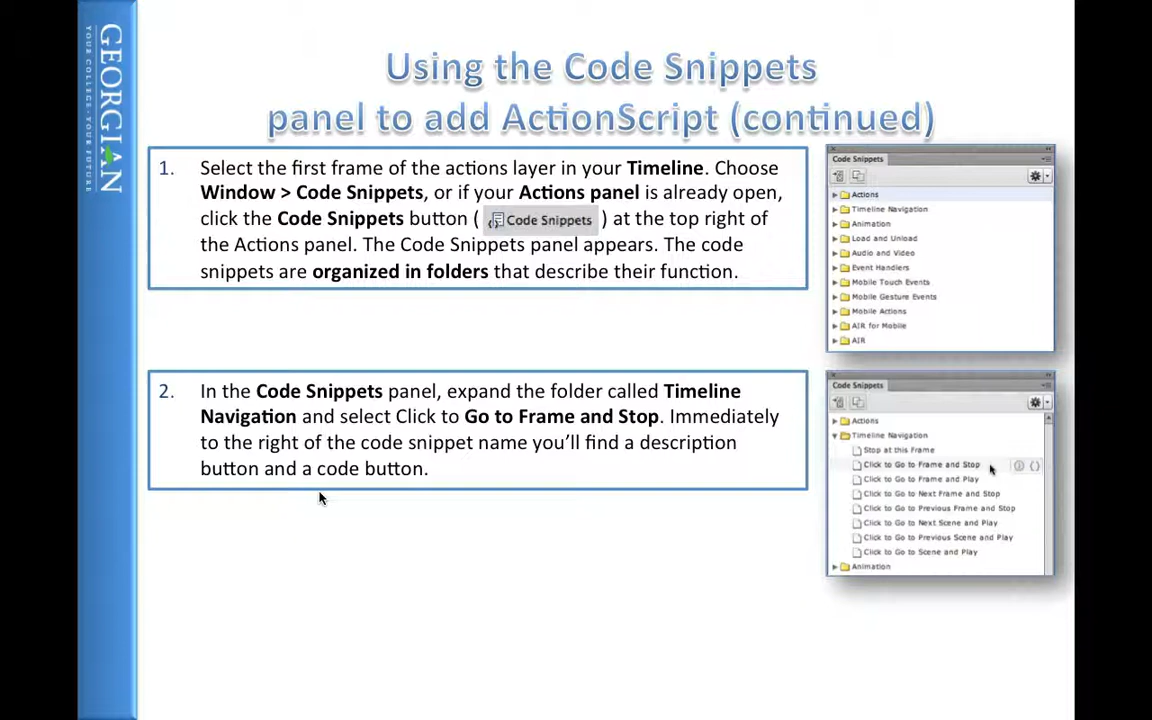 GEORGIAN
YOUR COLLEGE · YOUR FUTURE
Using the Code Snippets
panel to add ActionScript (continued)
1. Select the first frame of the actions layer in your Timeline. Choose
Window > Code Snippets, or if your Actions panel is already open,
click the Code Snippets button ( Code Snippets ) at the top right of
the Actions panel. The Code Snippets panel appears. The code
snippets are organized in folders that describe their function.
Code Snippets
Actions
Timeline Navigation
Animation
Load and Unload
Audio and Video
Event Handlers
Mobile Touch Events
Mobile Gesture Events
Mobile Actions
AIR for Mobile
AIR
2. In the Code Snippets panel, expand the folder called Timeline
Navigation and select Click to Go to Frame and Stop. Immediately
to the right of the code snippet name you’ll find a description
button and a code button.
Code Snippets
Actions
Timeline Navigation
Stop at this Frame
Click to Go to Frame and Stop
Click to Go to Frame and Play
Click to Go to Next Frame and Stop
Click to Go to Previous Frame and Stop
Click to Go to Next Scene and Play
Click to Go to Previous Scene and Play
Click to Go to Scene and Play
Animation